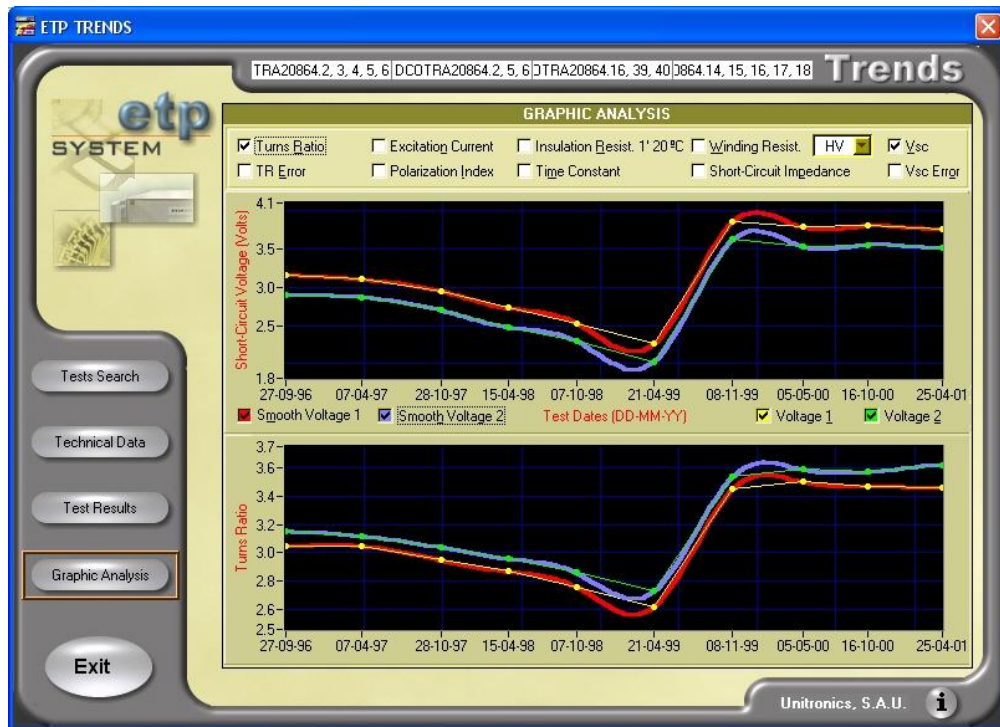 ETP TRENDS
TRA20864.2, 3, 4, 5, 6 DCOTRA20864.2, 5, 6 OTRA20864.16, 39, 40 0864.14, 15, 16, 17, 18 Trends
etp
SYSTEM
GRAPHIC ANALYSIS
Turns Ratio Excitation Current Insulation Resist. 1' 20ºC Winding Resist. HV Vsc
TR Error Polarization Index Time Constant Short-Circuit Impedance Vsc Error
Short-Circuit Voltage (Volts)
4.1
3.5
3.0
2.5
1.8
27-09-96 07-04-97 28-10-97 15-04-98 07-10-98 21-04-99 08-11-99 05-05-00 16-10-00 25-04-01
Smooth Voltage 1 Smooth Voltage 2 Test Dates (DD-MM-YY) Voltage 1 Voltage 2
Turns Ratio
3.7
3.6
3.4
3.2
3.0
2.8
2.6
2.5
27-09-96 07-04-97 28-10-97 15-04-98 07-10-98 21-04-99 08-11-99 05-05-00 16-10-00 25-04-01
Tests Search
Technical Data
Test Results
Graphic Analysis
Exit
Unitronics, S.A.U. i